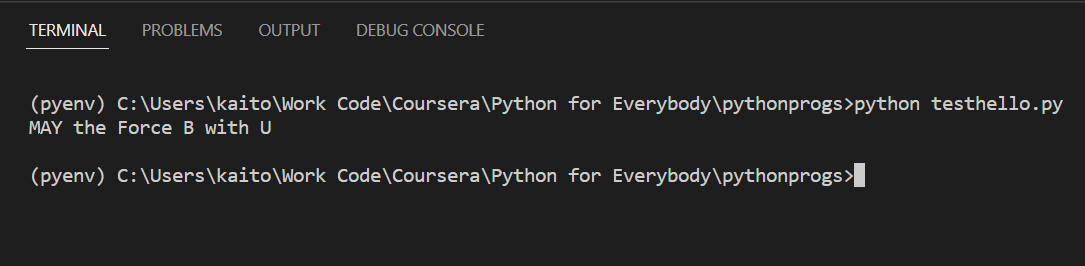 TERMINAL PROBLEMS OUTPUT DEBUG CONSOLE
(pyenv) C:\Users\kaito\Work Code\Coursera\Python for Everybody\pythonprogs>python testhello.py
MAY the Force B with U
(pyenv) C:\Users\kaito\Work Code\Coursera\Python for Everybody\pythonprogs>